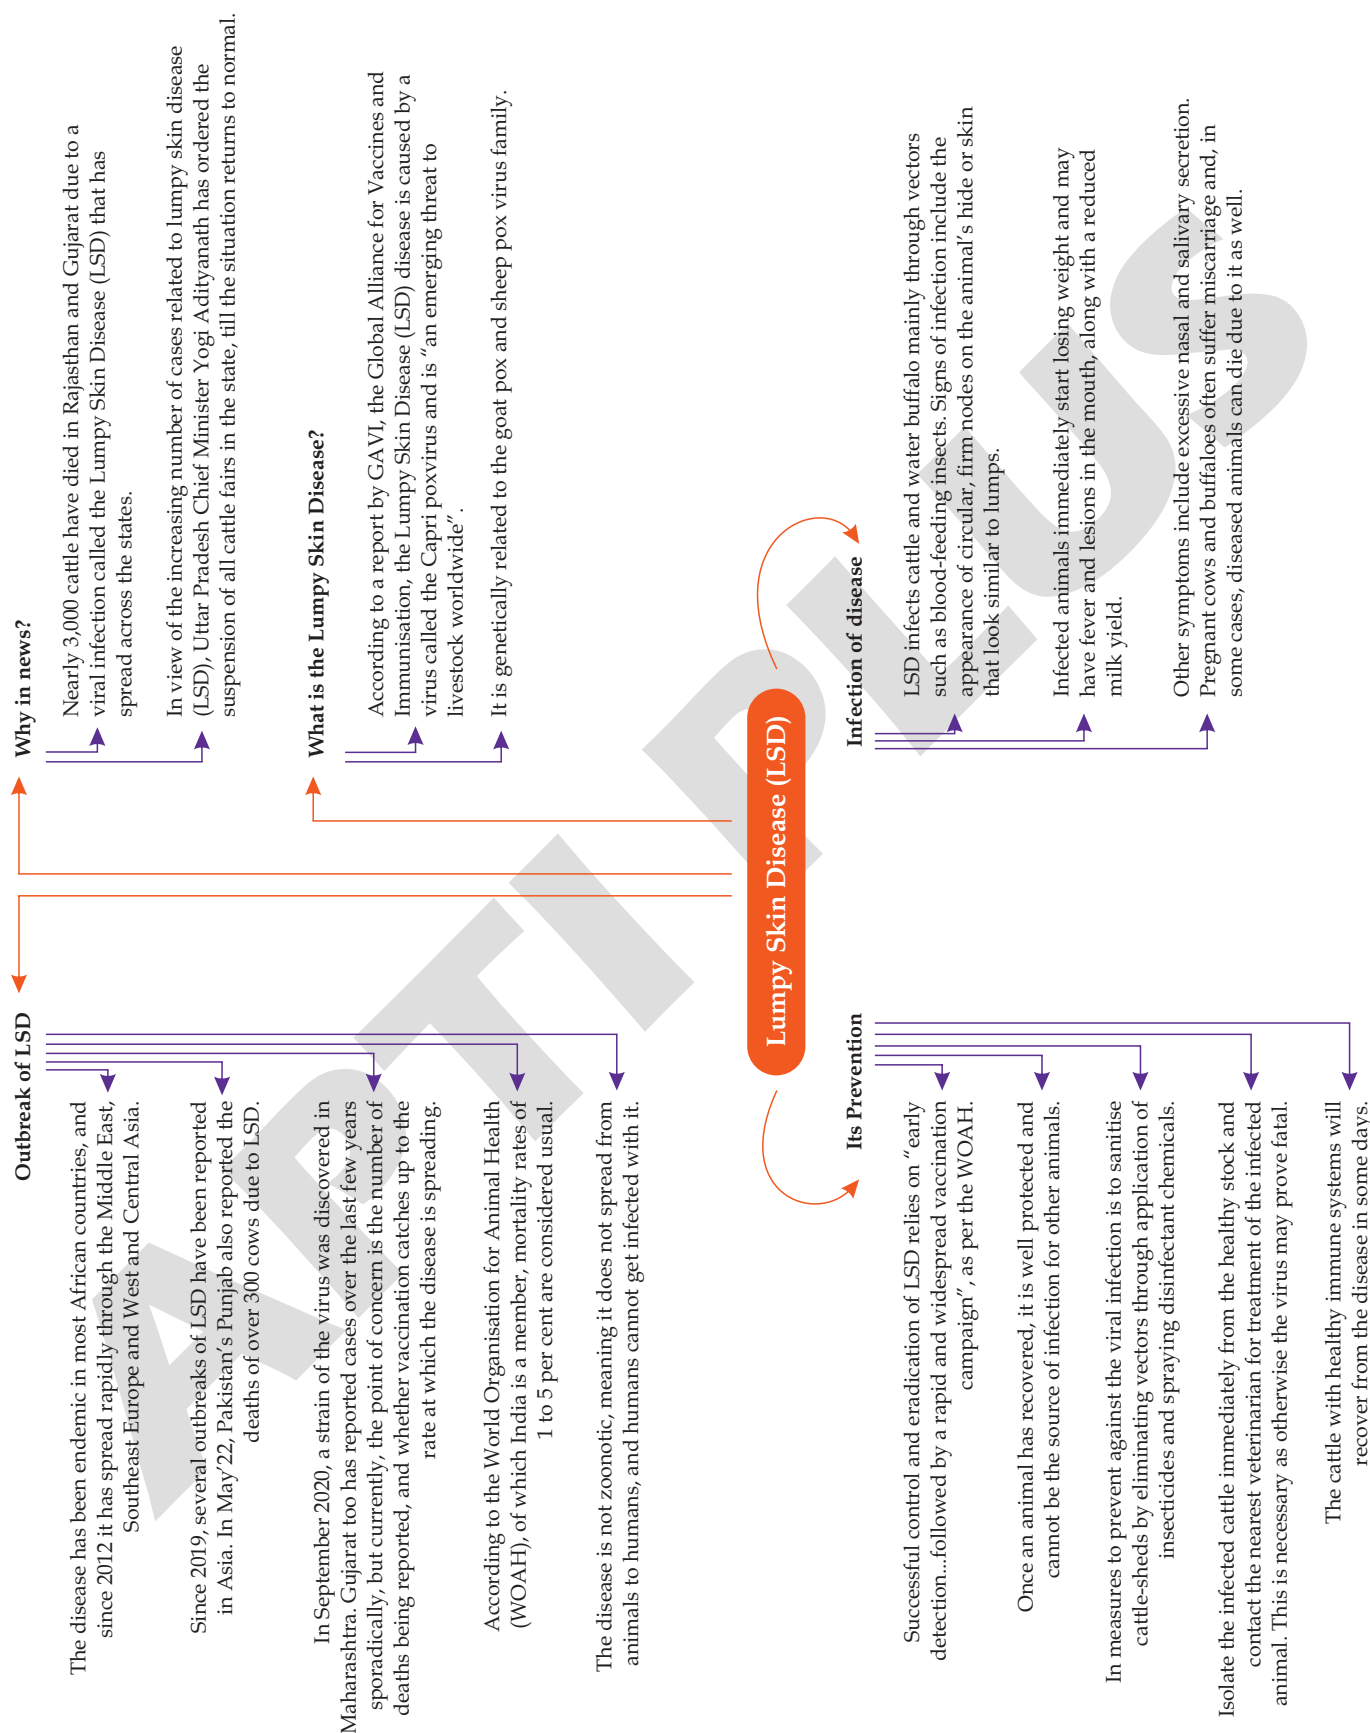 Lumpy Skin Disease (LSD)
Outbreak of LSD
The disease has been endemic in most African countries, and
since 2012 it has spread rapidly through the Middle East,
Southeast Europe and West and Central Asia.
Since 2019, several outbreaks of LSD have been reported
in Asia. In May'22, Pakistan's Punjab also reported the
deaths of over 300 cows due to LSD.
In September 2020, a strain of the virus was discovered in
Maharashtra. Gujarat too has reported cases over the last few years
sporadically, but currently, the point of concern is the number of
deaths being reported, and whether vaccination catches up to the
rate at which the disease is spreading.
According to the World Organisation for Animal Health
(WOAH), of which India is a member, mortality rates of
1 to 5 per cent are considered usual.
The disease is not zoonotic, meaning it does not spread from
animals to humans, and humans cannot get infected with it.
Why in news?
Nearly 3,000 cattle have died in Rajasthan and Gujarat due to a
viral infection called the Lumpy Skin Disease (LSD) that has
spread across the states.
In view of the increasing number of cases related to lumpy skin disease
(LSD), Uttar Pradesh Chief Minister Yogi Adityanath has ordered the
suspension of all cattle fairs in the state, till the situation returns to normal.
What is the Lumpy Skin Disease?
According to a report by GAVI, the Global Alliance for Vaccines and
Immunisation, the Lumpy Skin Disease (LSD) disease is caused by a
virus called the Capri poxvirus and is “an emerging threat to
livestock worldwide”.
It is genetically related to the goat pox and sheep pox virus family.
Its Prevention
Successful control and eradication of LSD relies on “early
detection...followed by a rapid and widespread vaccination
campaign”, as per the WOAH.
Once an animal has recovered, it is well protected and
cannot be the source of infection for other animals.
In measures to prevent against the viral infection is to sanitise
cattle-sheds by eliminating vectors through application of
insecticides and spraying disinfectant chemicals.
Isolate the infected cattle immediately from the healthy stock and
contact the nearest veterinarian for treatment of the infected
animal. This is necessary as otherwise the virus may prove fatal.
The cattle with healthy immune systems will
recover from the disease in some days.
Infection of disease
LSD infects cattle and water buffalo mainly through vectors
such as blood-feeding insects. Signs of infection include the
appearance of circular, firm nodes on the animal's hide or skin
that look similar to lumps.
Infected animals immediately start losing weight and may
have fever and lesions in the mouth, along with a reduced
milk yield.
Other symptoms include excessive nasal and salivary secretion.
Pregnant cows and buffaloes often suffer miscarriage and, in
some cases, diseased animals can die due to it as well.
APTI PLUS